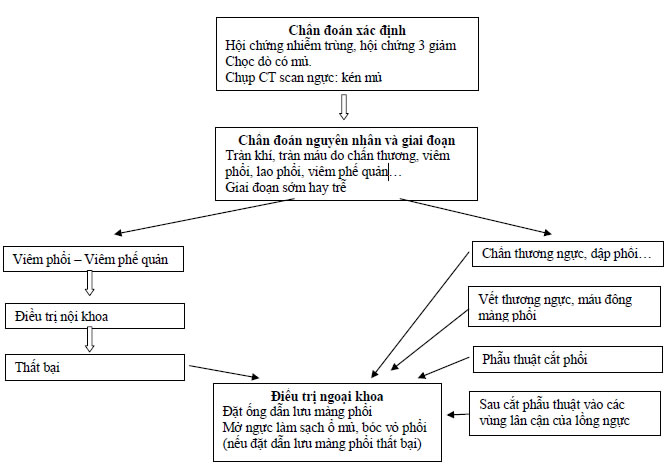 Chẩn đoán xác định
Hội chứng nhiễm trùng, hội chứng 3 giảm
Chọc dò có mủ.
Chụp CT scan ngực: kén mủ
Chẩn đoán nguyên nhân và giai đoạn
Tràn khí, tràn máu do chấn thương, viêm
phổi, lao phổi, viêm phế quản…
Giai đoạn sớm hay trễ
Viêm phổi – Viêm phế quản
Điều trị nội khoa
Thất bại
Chấn thương ngực, dập phổi…
Vết thương ngực, máu đông
màng phổi
Phẫu thuật cắt phổi
Sau cắt phẫu thuật vào các
vùng lân cận của lồng ngực
Điều trị ngoại khoa
Đặt ống dẫn lưu màng phổi
Mở ngực làm sạch ổ mủ, bóc vỏ phổi
(nếu đặt dẫn lưu màng phổi thất bại)